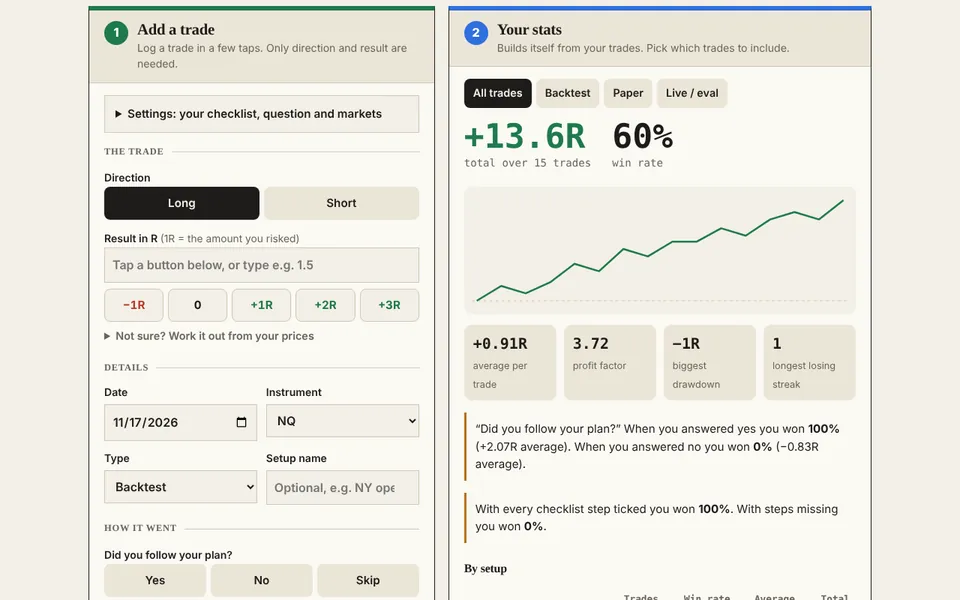 1
Add a trade
Log a trade in a few taps. Only direction and result are
needed.
Settings: your checklist, question and markets
THE TRADE
Direction
Long Short
Result in R (1R = the amount you risked)
Tap a button below, or type e.g. 1.5
−1R 0 +1R +2R +3R
Not sure? Work it out from your prices
DETAILS
Date Instrument
11/17/2026 NQ
Type Setup name
Backtest Optional, e.g. NY ope
HOW IT WENT
Did you follow your plan?
Yes No Skip
2
Your stats
Builds itself from your trades. Pick which trades to include.
All trades Backtest Paper Live / eval
+13.6R 60%
total over 15 trades win rate
+0.91R 3.72 −1R 1
average per profit factor biggest longest losing
trade drawdown streak
“Did you follow your plan?” When you answered yes you won 100%
(+2.07R average). When you answered no you won 0% (−0.83R
average).
With every checklist step ticked you won 100%. With steps missing
you won 0%.
By setup
Trades Win rate Average Total